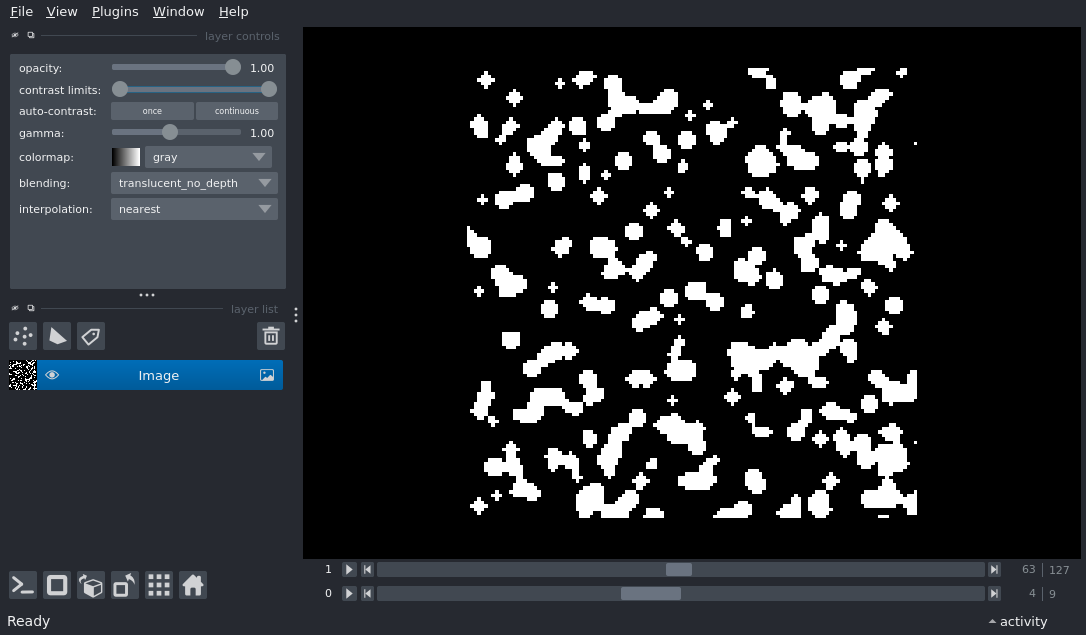 File View Plugins Window Help
layer controls
opacity: 1.00
contrast limits:
auto-contrast: once continuous
gamma: 1.00
colormap: gray
blending: translucent_no_depth
interpolation: nearest
layer list
Image
1 63 127
0 4 9
Ready activity